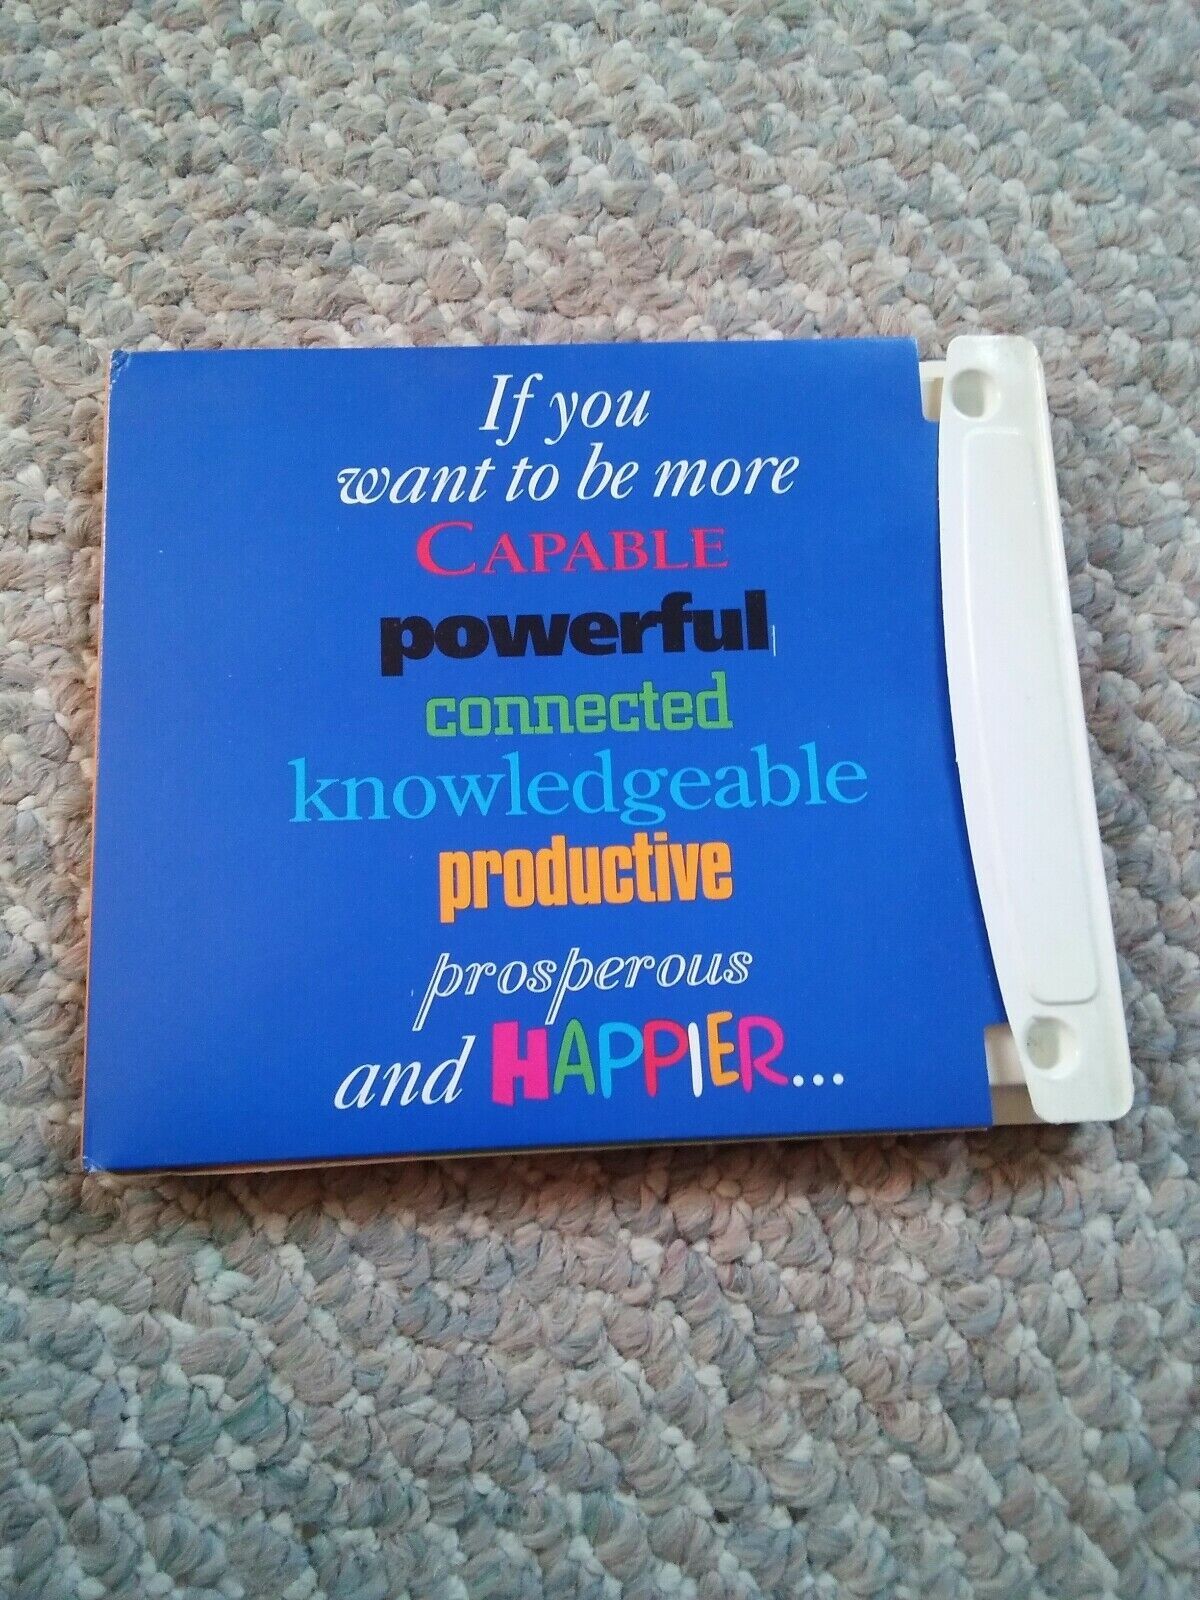 If you
want to be more
CAPABLE
powerful
connected
knowledgeable
productive
prosperous
and HAPPIER...